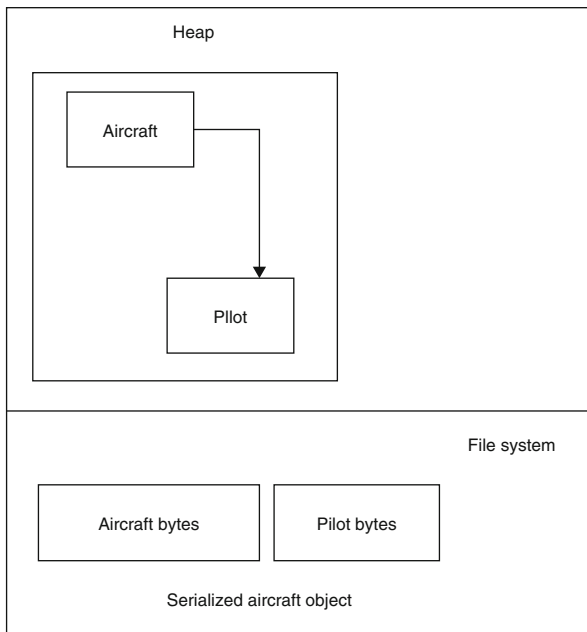 Heap
Aircraft
Pllot
File system
Aircraft bytes
Pilot bytes
Serialized aircraft object